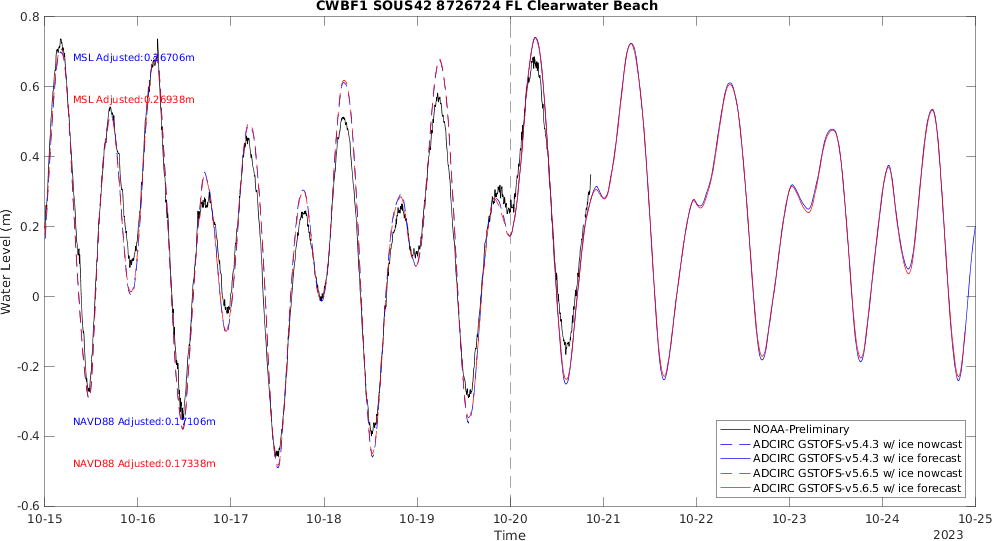 CWBF1 SOUS42 8726724 FL Clearwater Beach
0.8
0.6
0.4
0.2
0
-0.2
-0.4
-0.6
Water Level (m)
MSL Adjusted:0.26706m
MSL Adjusted:0.26938m
NAVD88 Adjusted:0.17106m
NAVD88 Adjusted:0.17338m
NOAA-Preliminary
ADCIRC GSTOFS-v5.4.3 w/ ice nowcast
ADCIRC GSTOFS-v5.4.3 w/ ice forecast
ADCIRC GSTOFS-v5.6.5 w/ ice nowcast
ADCIRC GSTOFS-v5.6.5 w/ ice forecast
10-15 10-16 10-17 10-18 10-19 10-20 10-21 10-22 10-23 10-24 10-25
Time
2023